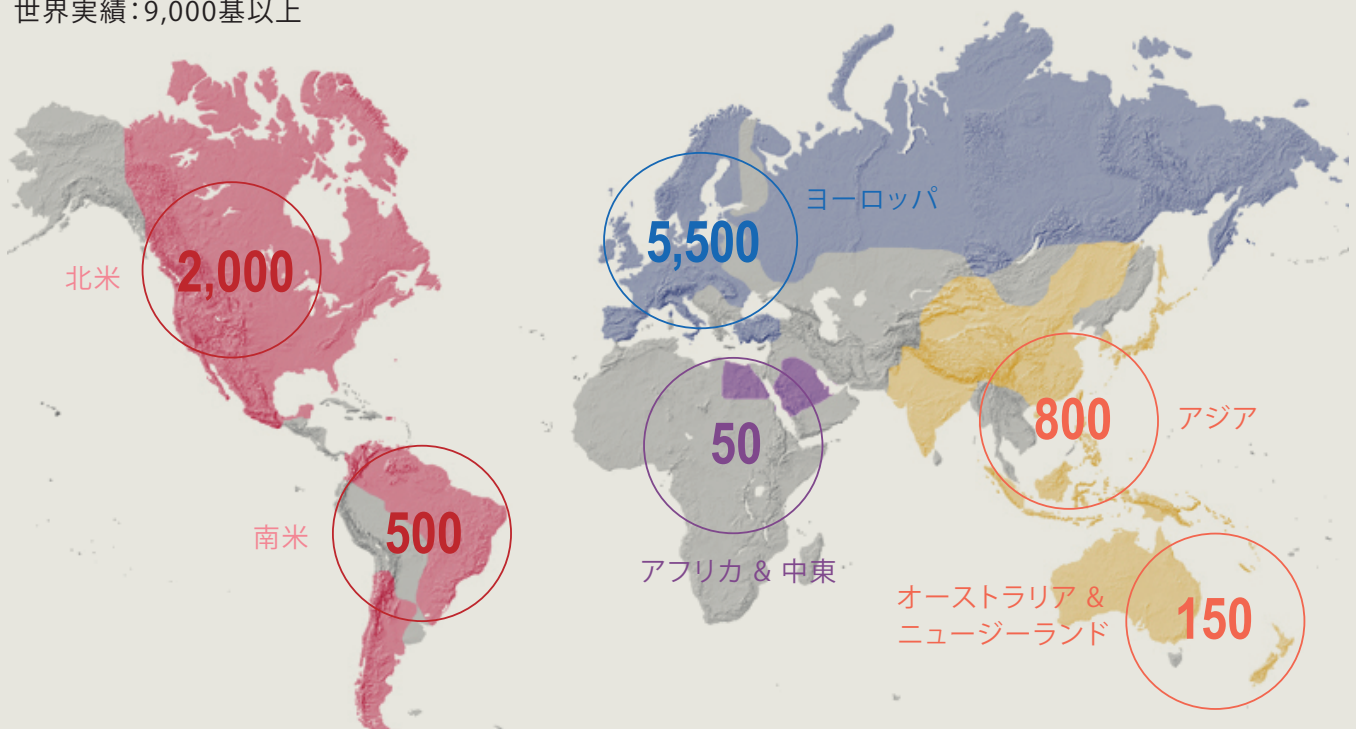 世界実績：9,000基以上
ヨーロッパ
5,500
北米
2,000
アジア
800
50
南米
500
アフリカ & 中東
オーストラリア &
ニュージーランド
150